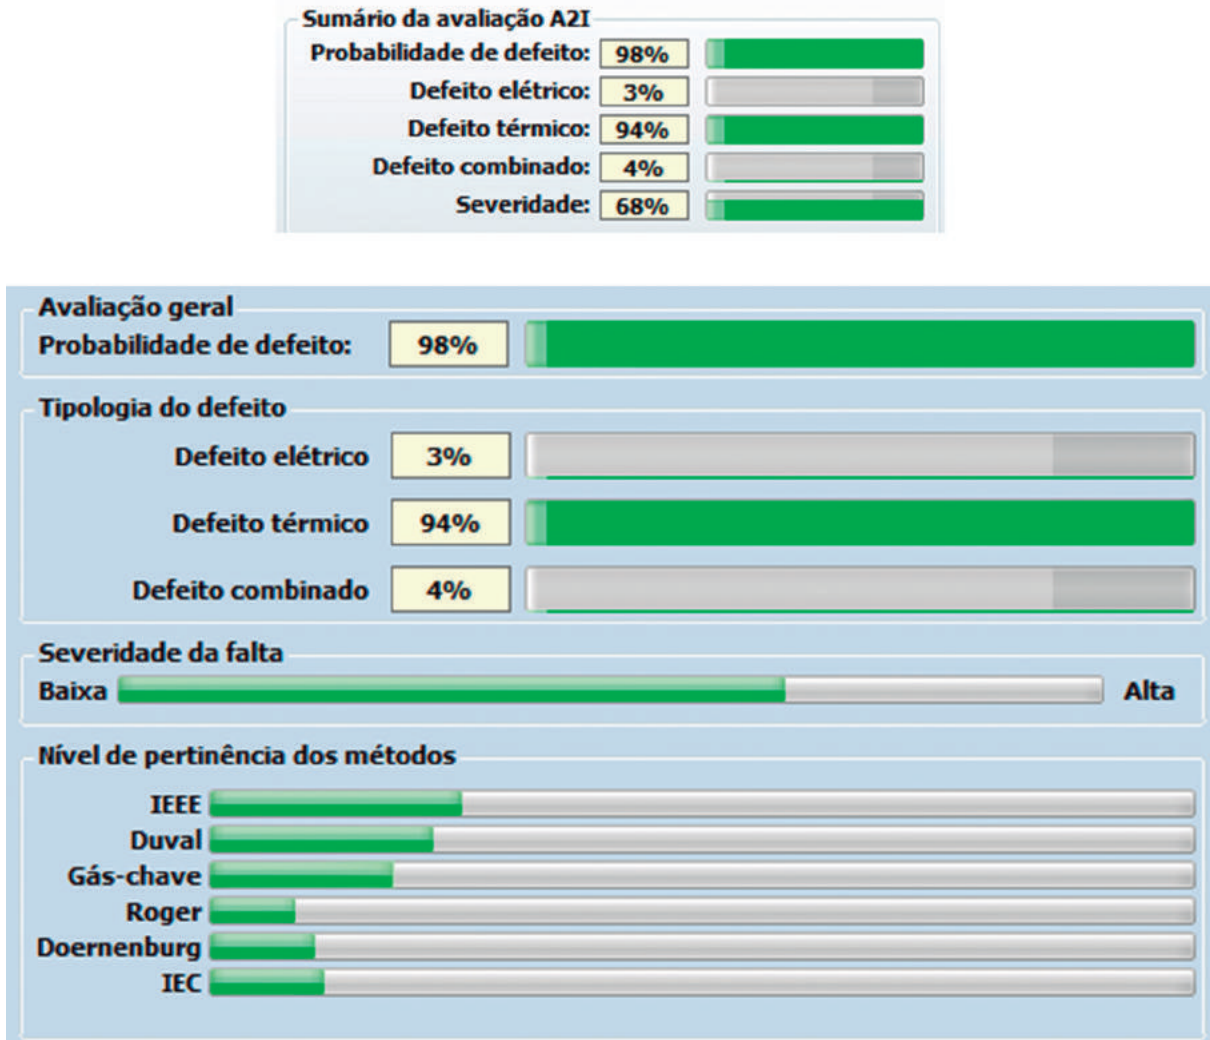 Sumário da avaliação A2I
Probabilidade de defeito: 98%
Defeito elétrico: 3%
Defeito térmico: 94%
Defeito combinado: 4%
Severidade: 68%
Avaliação geral
Probabilidade de defeito: 98%
Tipologia do defeito
Defeito elétrico 3%
Defeito térmico 94%
Defeito combinado 4%
Severidade da falta
Baixa Alta
Nível de pertinência dos métodos
IEEE
Duval
Gás-chave
Roger
Doernenburg
IEC